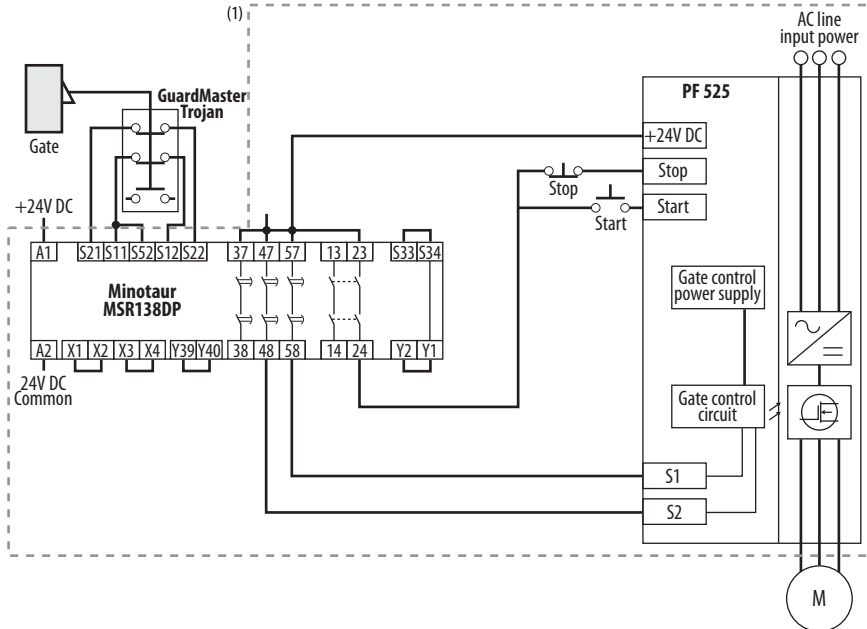 (1)
AC line
input power
GuardMaster
Trojan
PF 525
Gate
+24V DC
Stop
Stop
Start
Start
+24V DC
A1 S21 S11 S52 S12 S22 37 47 57 13 23 S33 S34
Minotaur
MSR138DP
Gate control
power supply
A2 X1 X2 X3 X4 Y39 Y40 38 48 58 14 24 Y2 Y1
24V DC
Common
Gate control
circuit
S1
S2
M